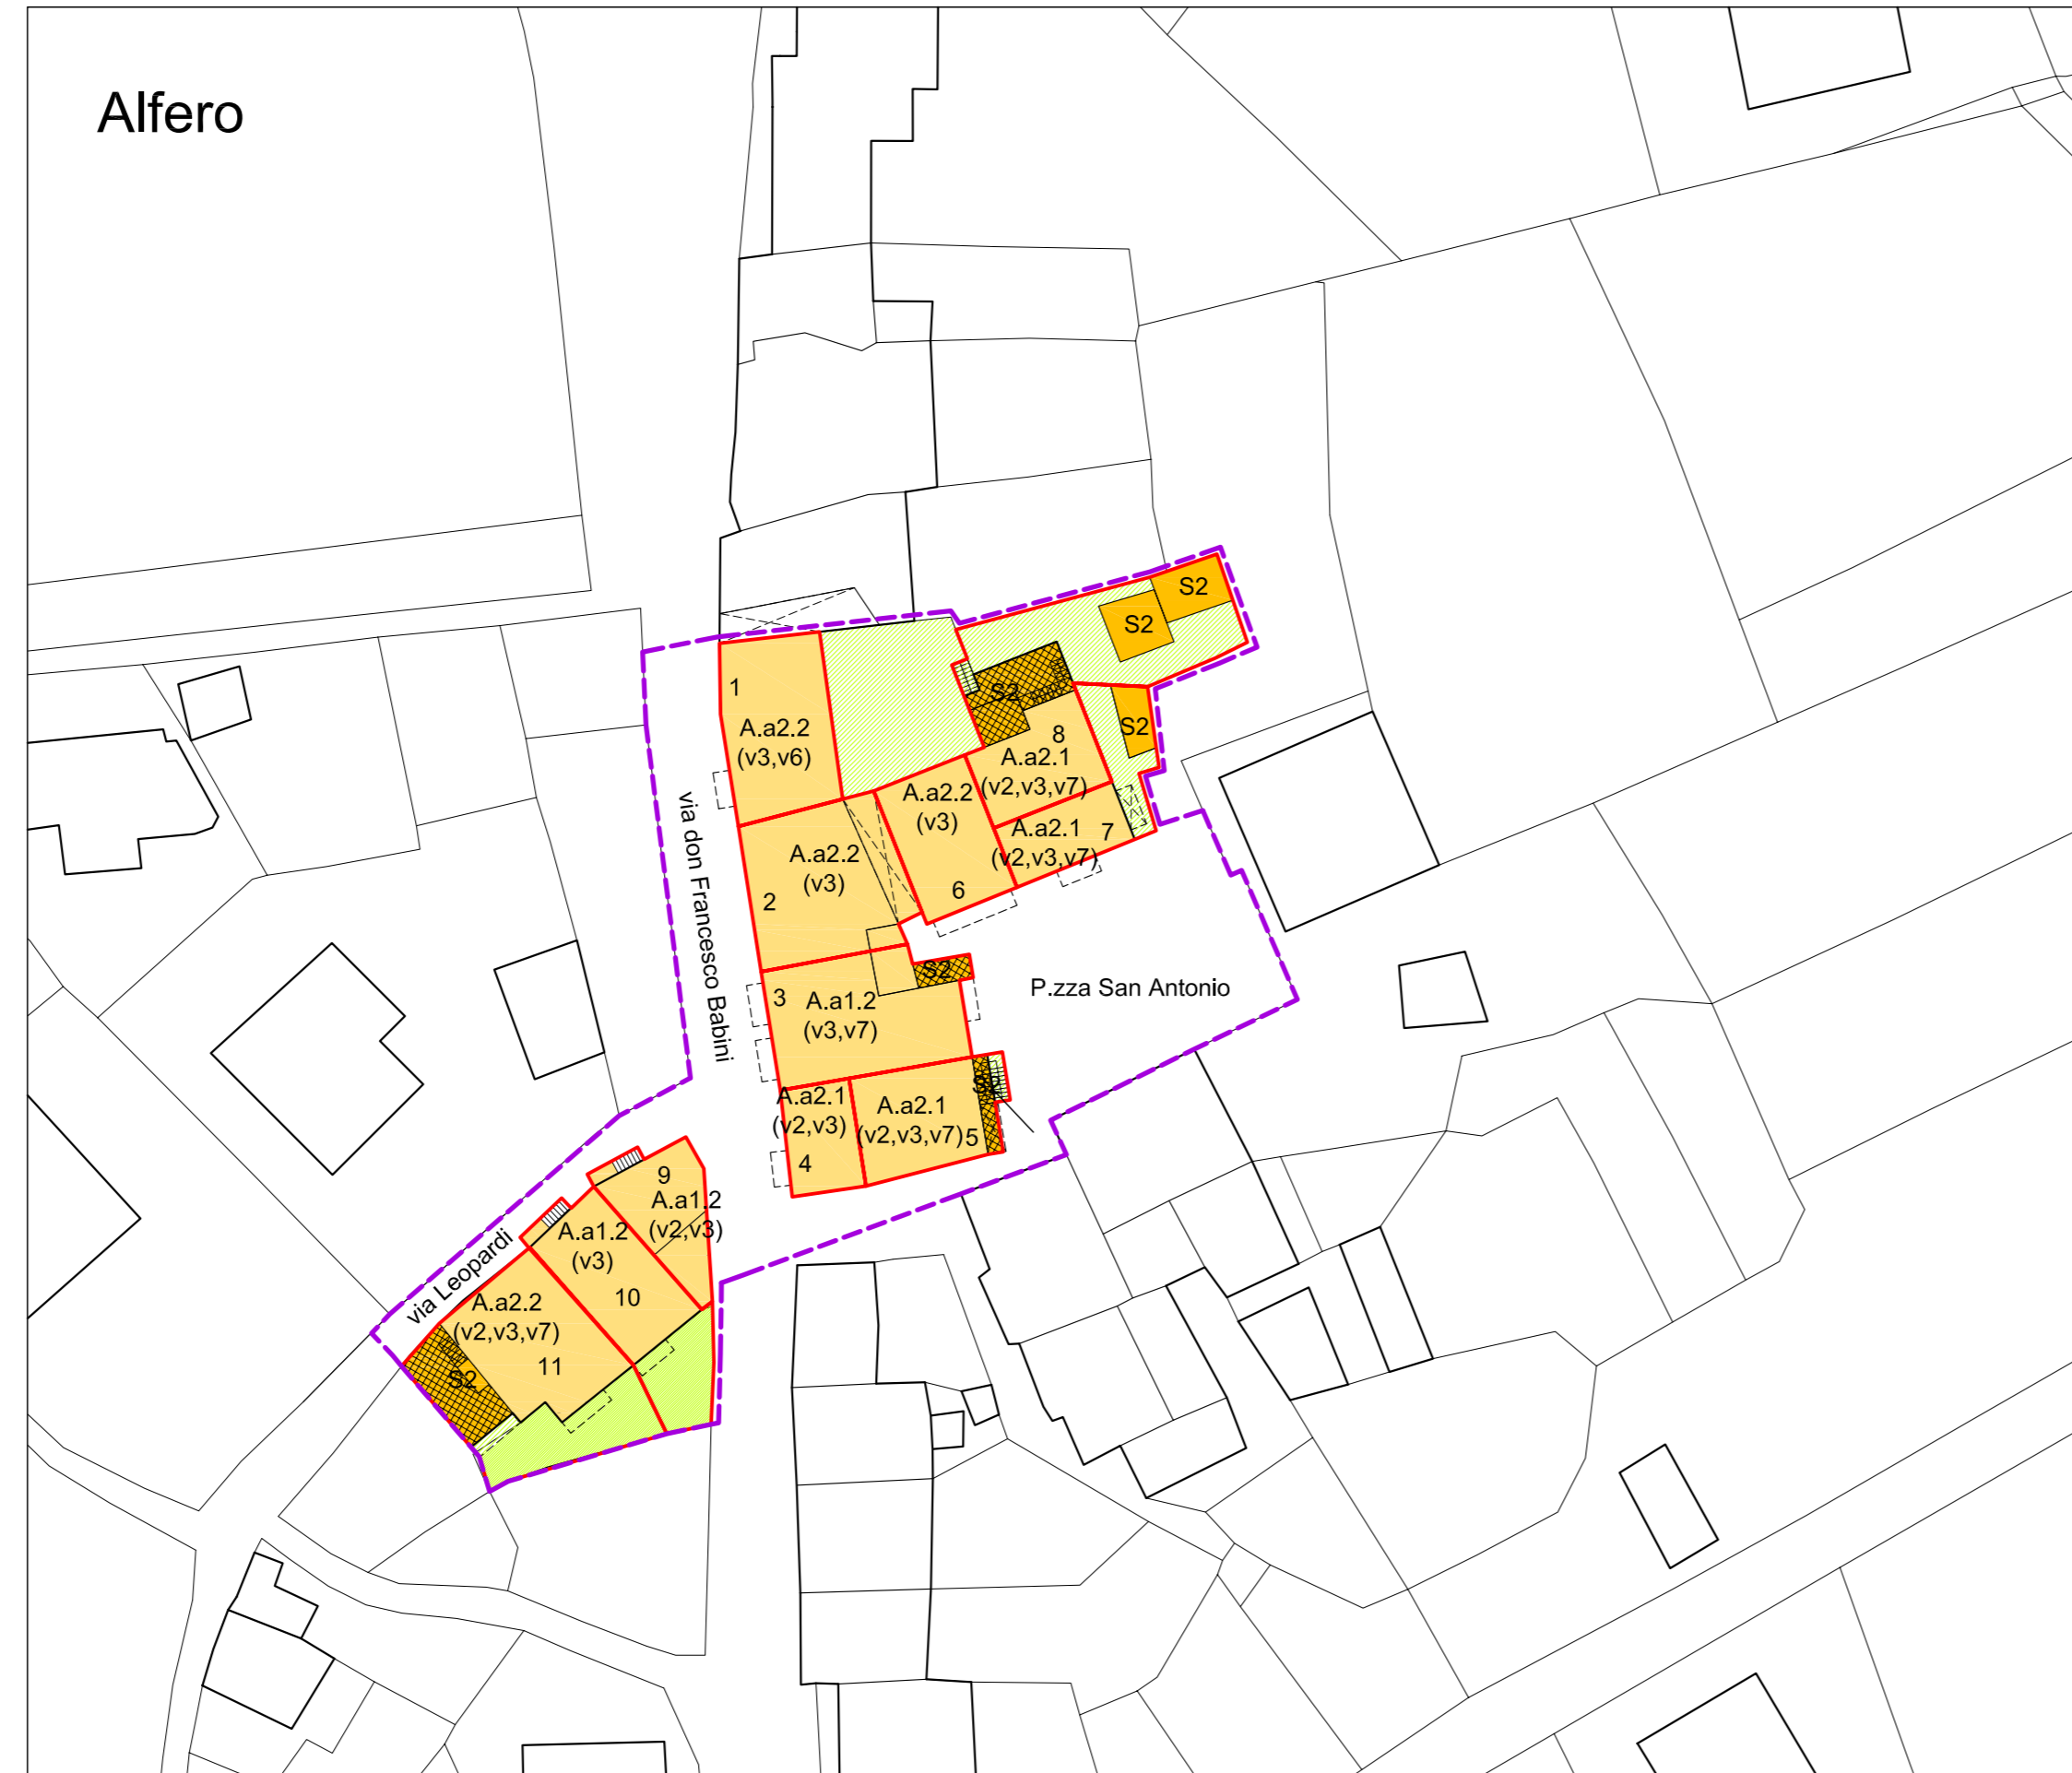 Alfero
S2
S2
1
A.a2.2
(v3,v6)
S2
S2
8
A.a2.1
(v2,v3,v7)
A.a2.2
(v3)
6
A.a2.1
(v2,v3,v7)
7
via don Francesco Babini
A.a2.2
(v3)
2
S2
P.zza San Antonio
3
A.a1.2
(v3,v7)
S2
A.a2.1
(v2,v3)
4
A.a2.1
(v2,v3,v7)
5
9
A.a1.2
(v2,v3)
A.a1.2
(v3)
10
via Leopardi
A.a2.2
(v2,v3,v7)
11
S2